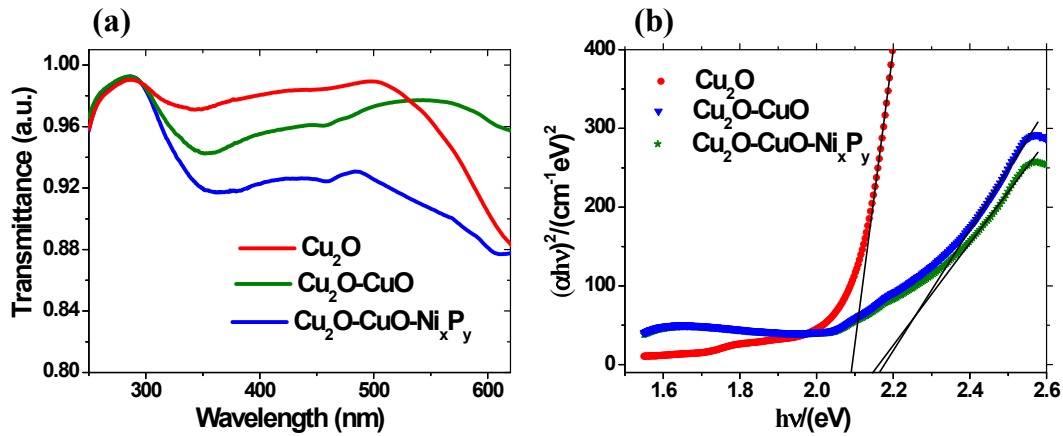 (a)
Transmittance (a.u.)
1.00
0.96
0.92
0.88
0.84
0.80
Cu₂O
Cu₂O-CuO
Cu₂O-CuO-NiₓPᵧ
300
400
500
600
Wavelength (nm)
(b)
(αhν)²/(cm⁻¹eV)²
400
300
200
100
0
Cu₂O
Cu₂O-CuO
Cu₂O-CuO-NiₓPᵧ
1.6
1.8
2.0
2.2
2.4
2.6
hν/(eV)